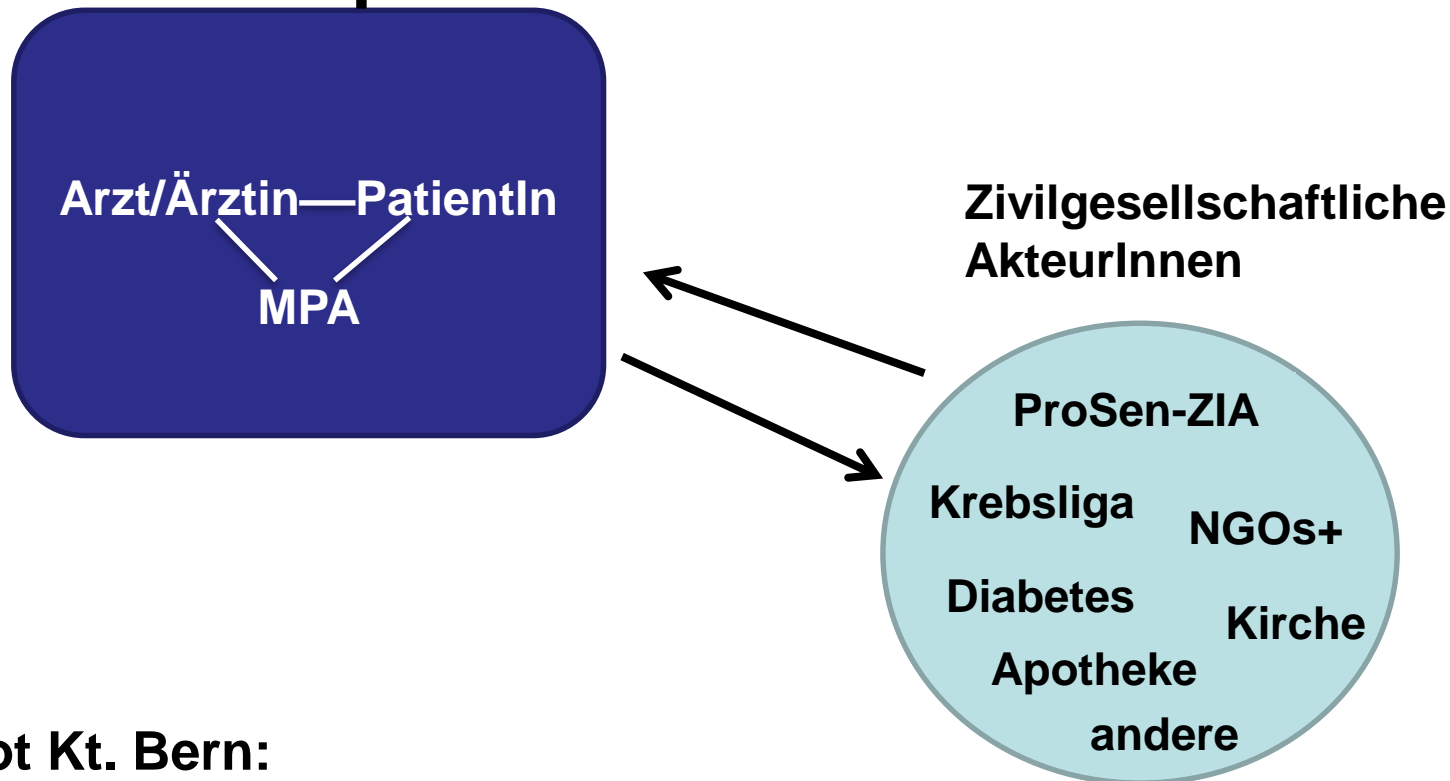 Arzt/Ärztin—PatientIn
MPA
Zivilgesellschaftliche
AkteurInnen
ProSen-ZIA
Krebsliga
NGOs+
Diabetes
Kirche
Apotheke
andere
Kt. Bern: